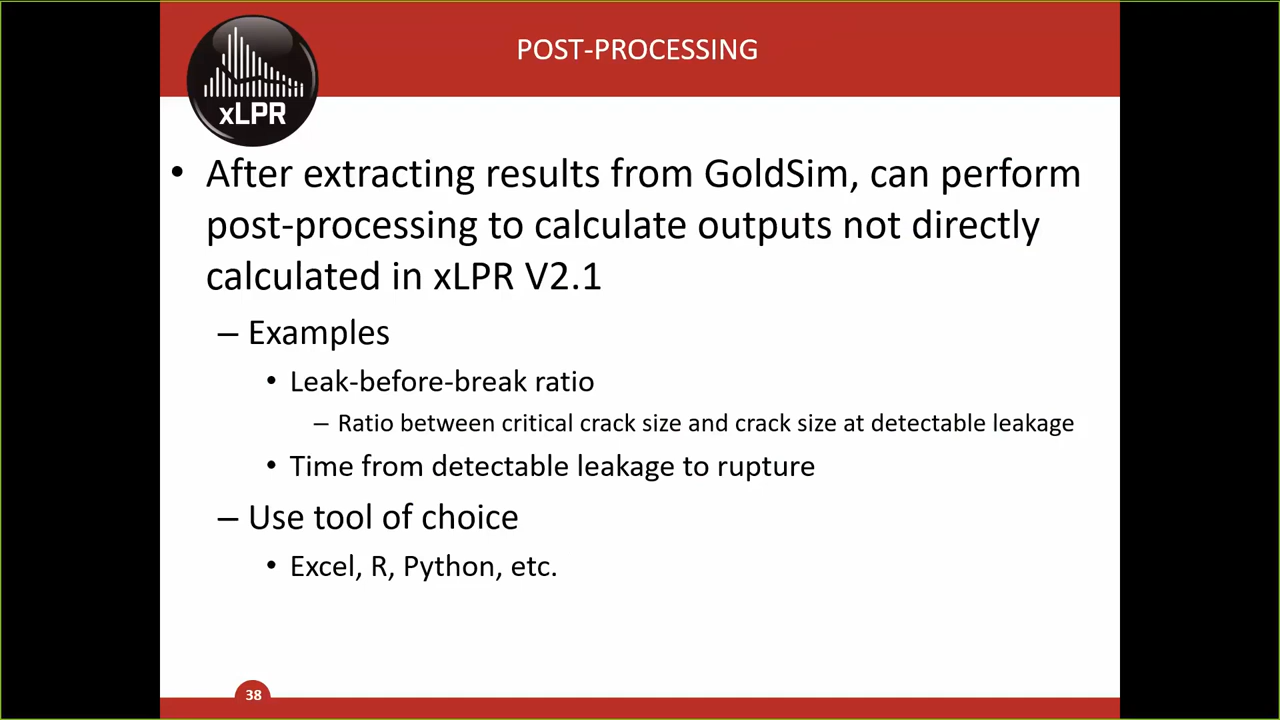 POST-PROCESSING
xLPR
• After extracting results from GoldSim, can perform
post-processing to calculate outputs not directly
calculated in xLPR V2.1
– Examples
• Leak-before-break ratio
– Ratio between critical crack size and crack size at detectable leakage
• Time from detectable leakage to rupture
– Use tool of choice
• Excel, R, Python, etc.
38